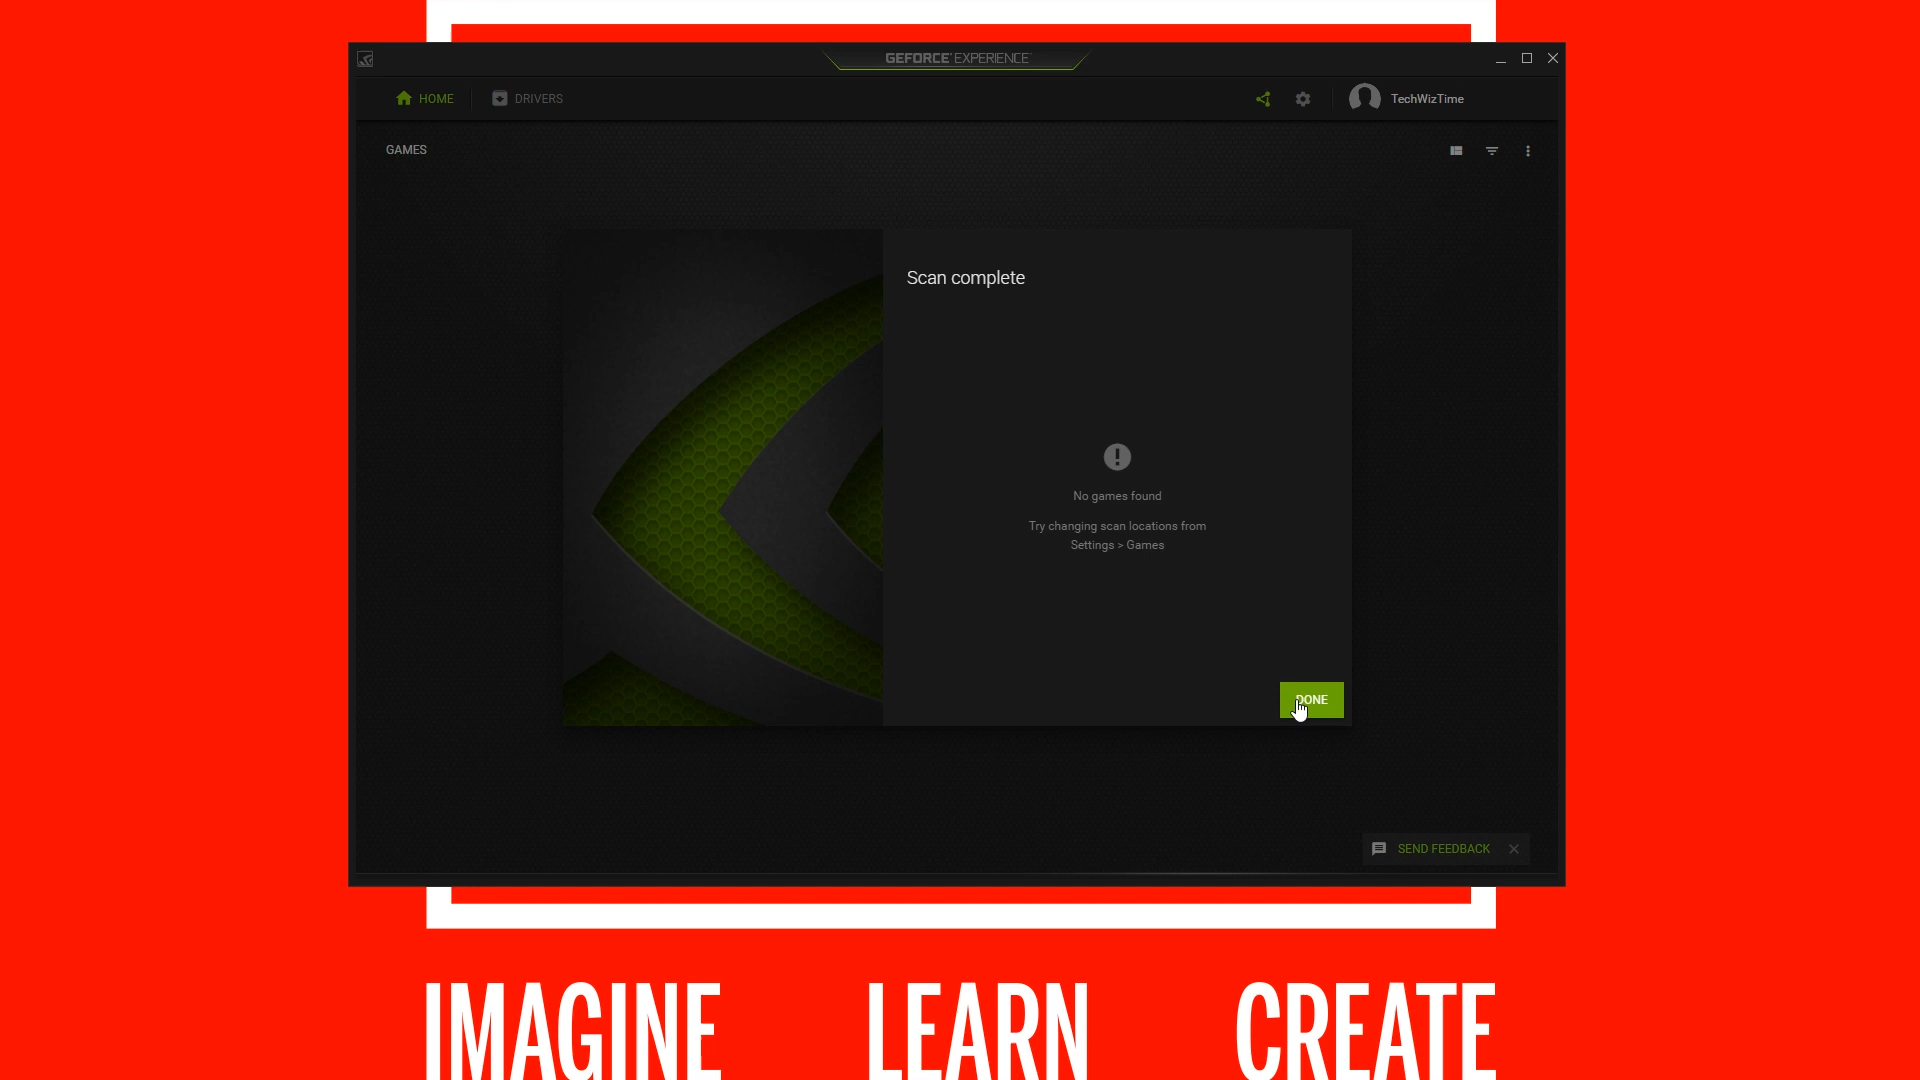 GEFORCE EXPERIENCE
HOME
DRIVERS
TechWizTime
GAMES
Scan complete
No games found
Try changing scan locations from
Settings > Games
DONE
SEND FEEDBACK
IMAGINE LEARN CREATE